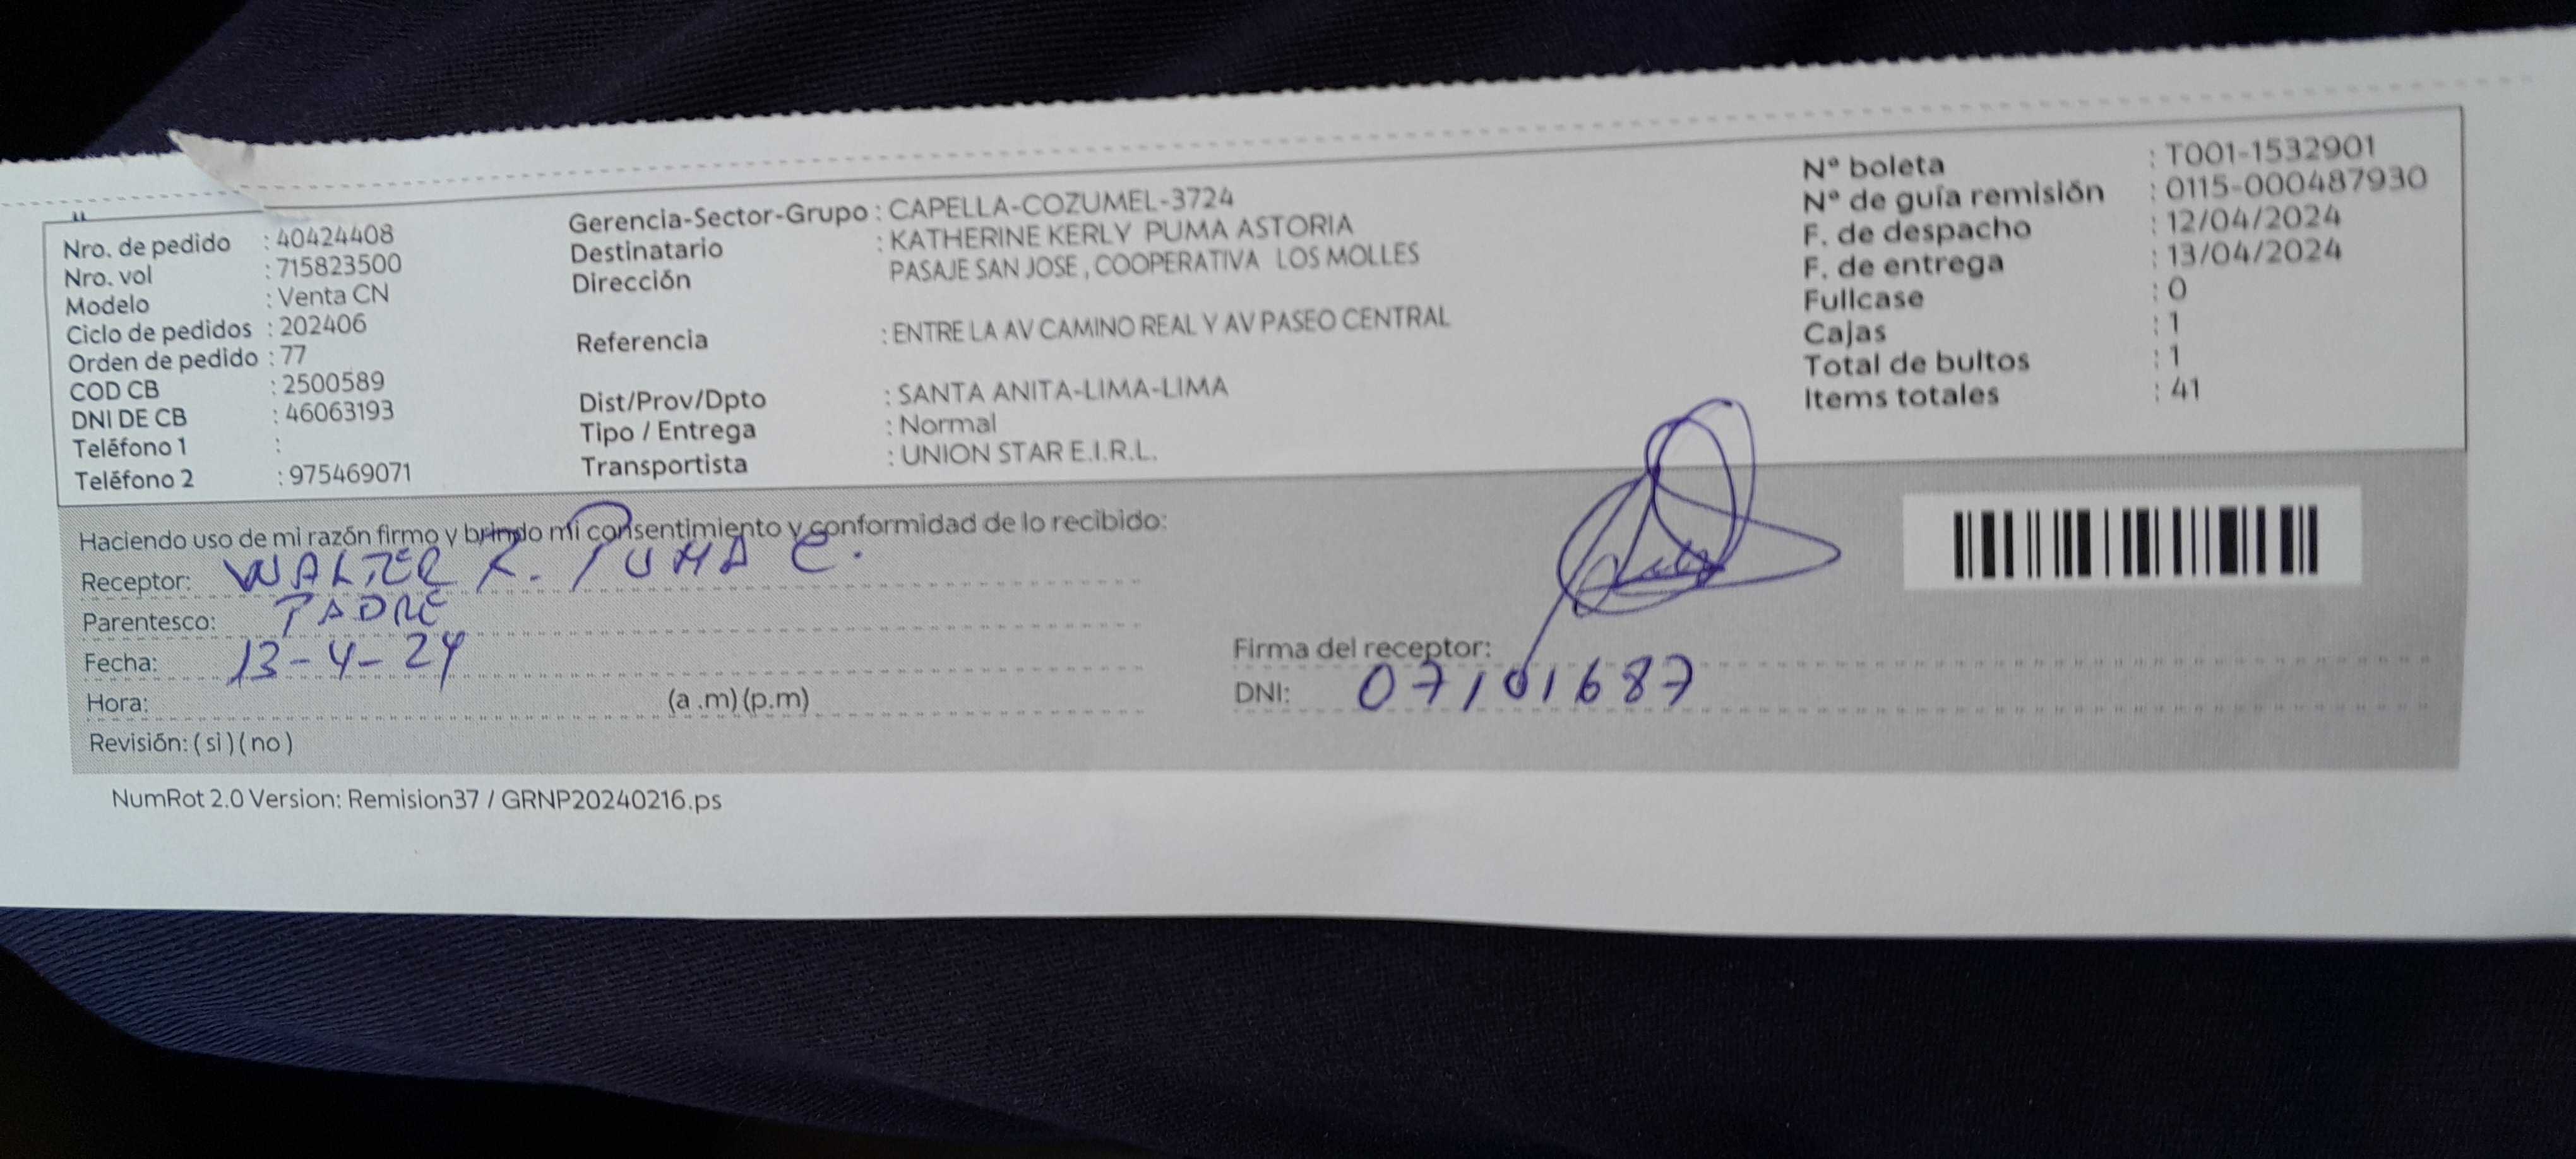 Nro. de pedido : 40424408
Nro. vol : 715823500
Modelo : Venta CN
Ciclo de pedidos : 202406
Orden de pedido : 77
COD CB : 2500589
DNI DE CB : 46063193
Teléfono 1 :
Teléfono 2 : 975469071
Gerencia-Sector-Grupo : CAPELLA-COZUMEL-3724
Destinatario : KATHERINE KERLY PUMA ASTORIA
Dirección PASAJE SAN JOSE , COOPERATIVA LOS MOLLES
Referencia : ENTRE LA AV CAMINO REAL Y AV PASEO CENTRAL
Dist/Prov/Dpto : SANTA ANITA-LIMA-LIMA
Tipo / Entrega : Normal
Transportista : UNION STAR E.I.R.L.
Nº boleta : T001-1532901
Nº de guía remisión : 0115-000487930
F. de despacho : 12/04/2024
F. de entrega : 13/04/2024
Fullcase : 0
Cajas : 1
Total de bultos : 1
Items totales : 41
Haciendo uso de mi razón firmo y brindo mi consentimiento y conformidad de lo recibido:
Receptor: WALTER R. PUMA C.
Parentesco: PADRE
Fecha: 13-4-24
Hora: (a .m) (p.m)
Revisión: ( si ) ( no )
Firma del receptor:
DNI: 07101687
NumRot 2.0 Version: Remision37 / GRNP20240216.ps